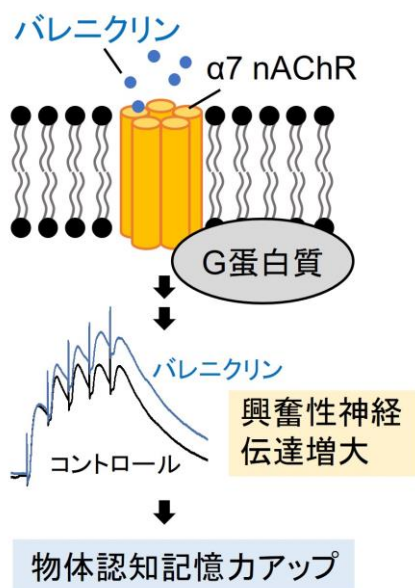 バレニクリン
α7 nAChR
G蛋白質
バレニクリン
コントロール
興奮性神経
伝達増大
物体認知記憶力アップ